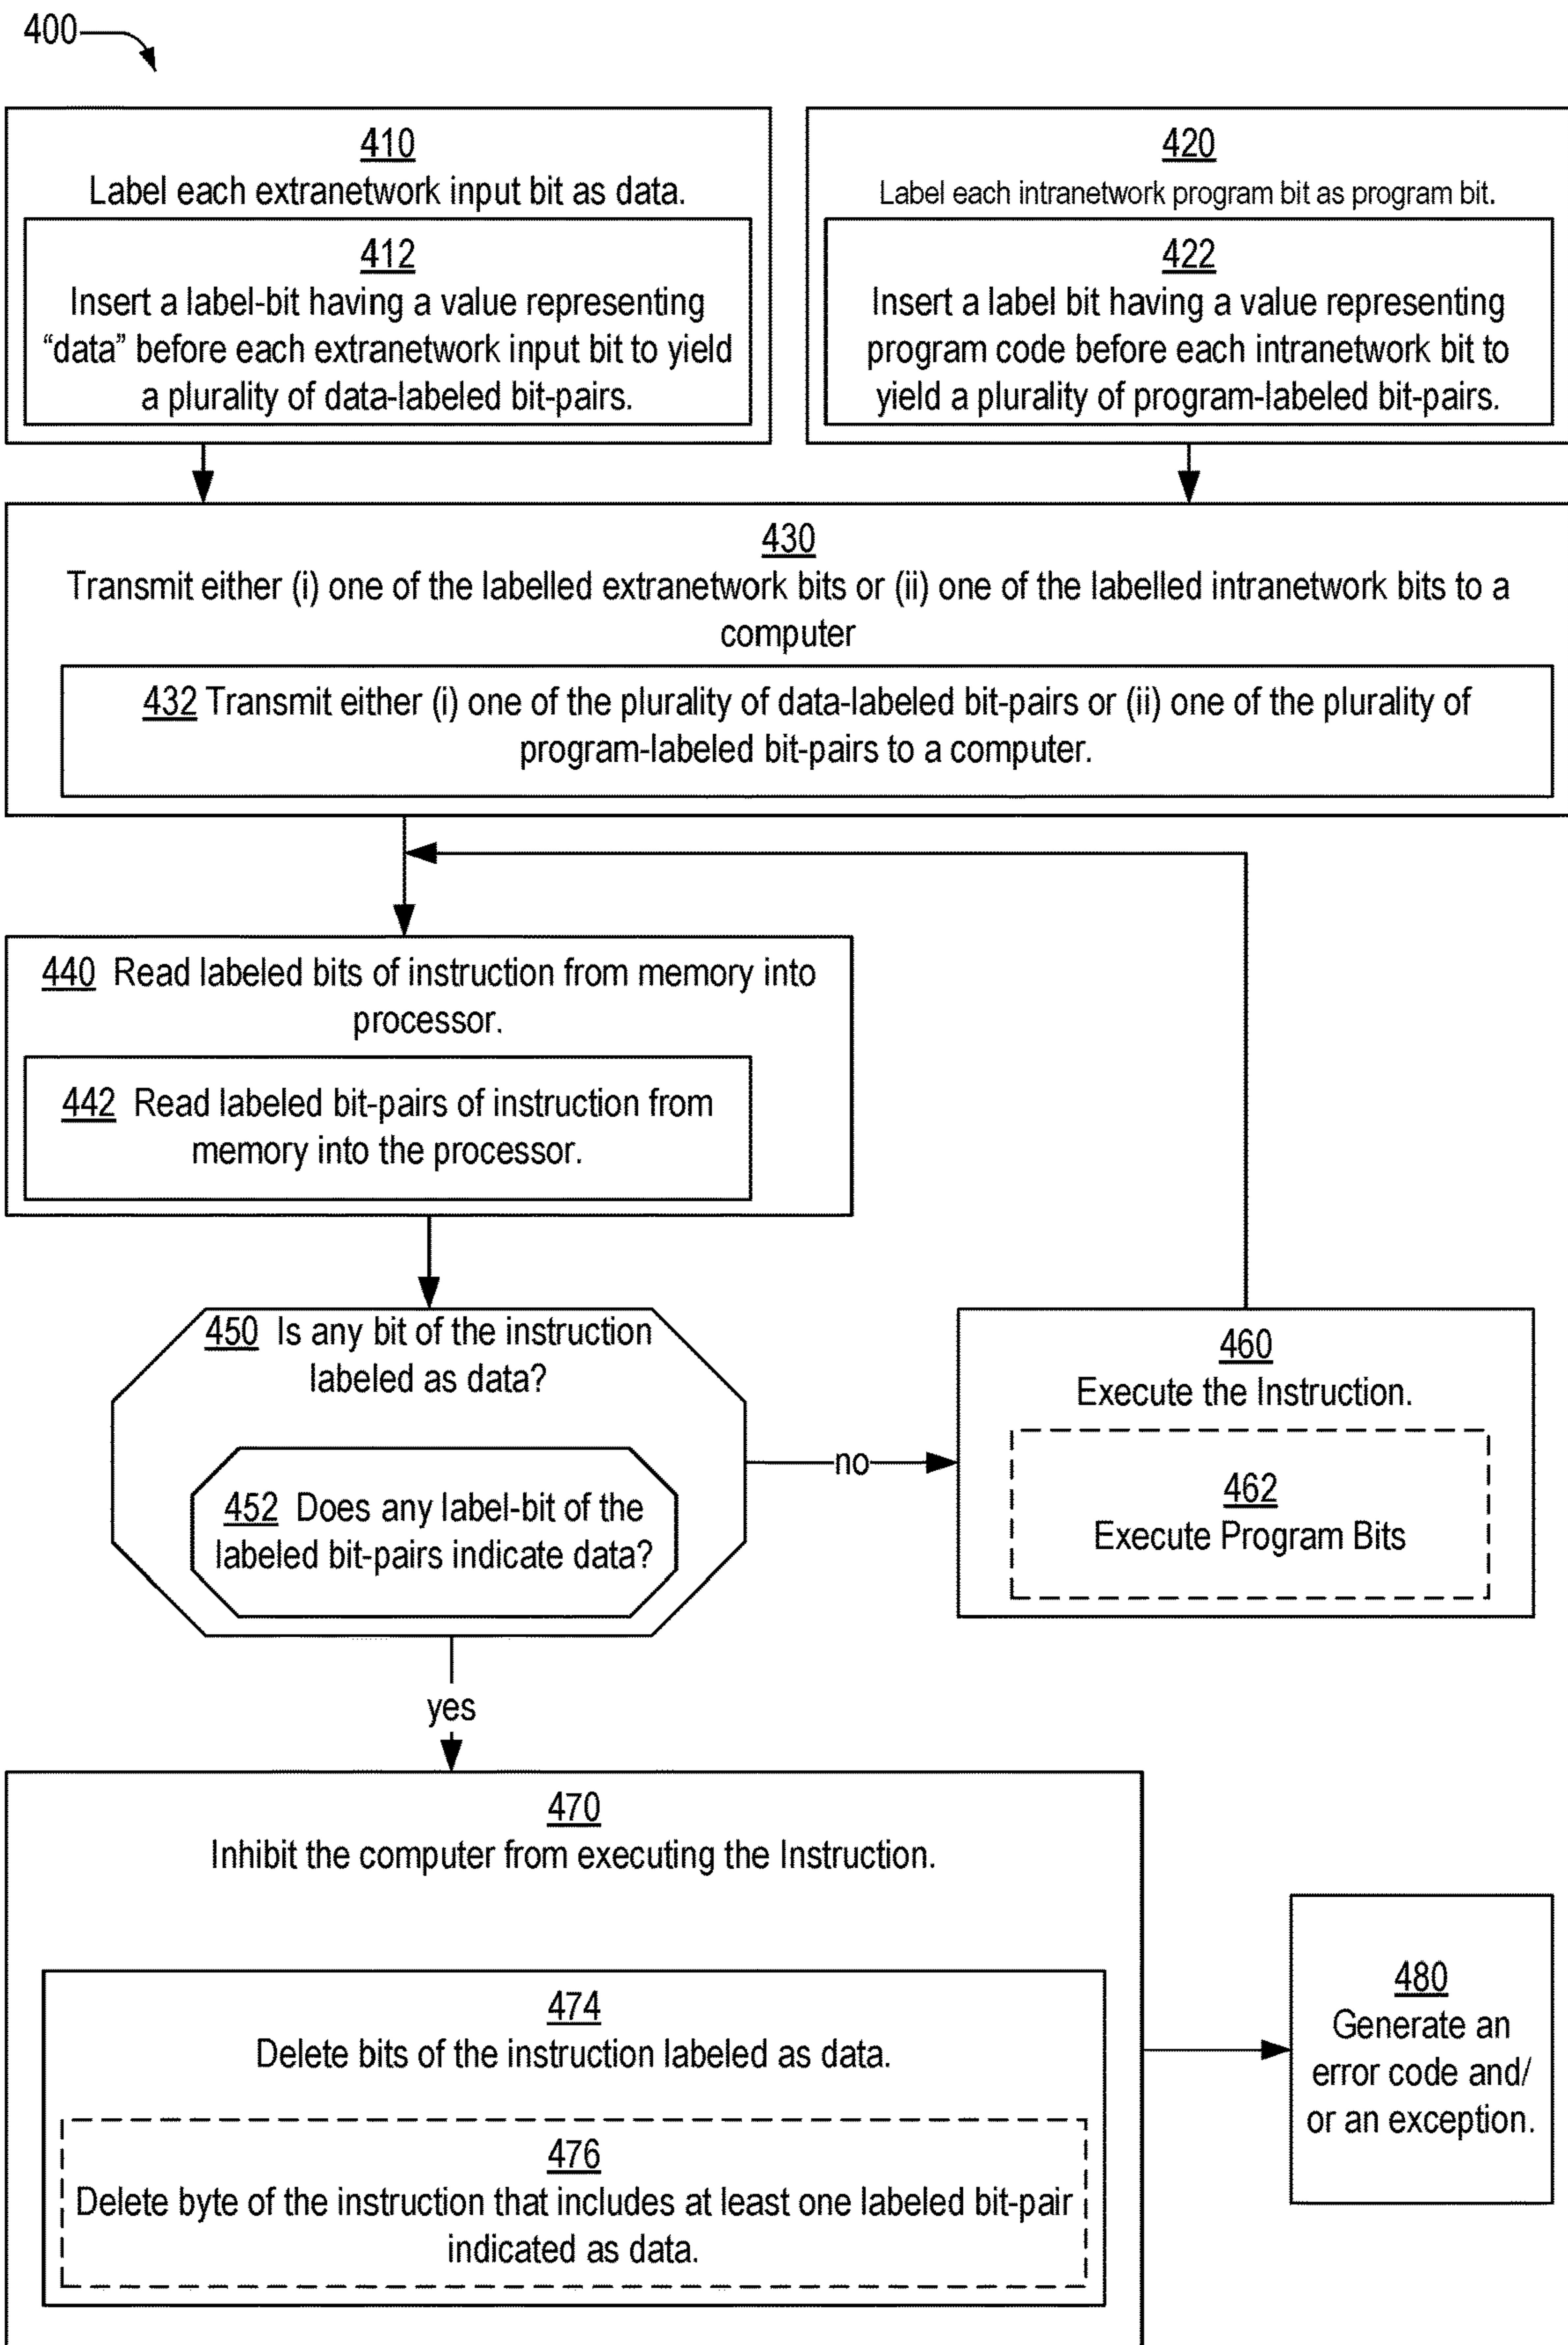 400
410
Label each extranetwork input bit as data.
412
Insert a label-bit having a value representing
“data” before each extranetwork input bit to yield
a plurality of data-labeled bit-pairs.
420
Label each intranetwork program bit as program bit.
422
Insert a label bit having a value representing
program code before each intranetwork bit to
yield a plurality of program-labeled bit-pairs.
430
Transmit either (i) one of the labelled extranetwork bits or (ii) one of the labelled intranetwork bits to a
computer
432 Transmit either (i) one of the plurality of data-labeled bit-pairs or (ii) one of the plurality of
program-labeled bit-pairs to a computer.
440 Read labeled bits of instruction from memory into
processor.
442 Read labeled bit-pairs of instruction from
memory into the processor.
450 Is any bit of the instruction
labeled as data?
452 Does any label-bit of the
labeled bit-pairs indicate data?
no
460
Execute the Instruction.
462
Execute Program Bits
yes
470
Inhibit the computer from executing the Instruction.
474
Delete bits of the instruction labeled as data.
476
Delete byte of the instruction that includes at least one labeled bit-pair
indicated as data.
480
Generate an
error code and/
or an exception.